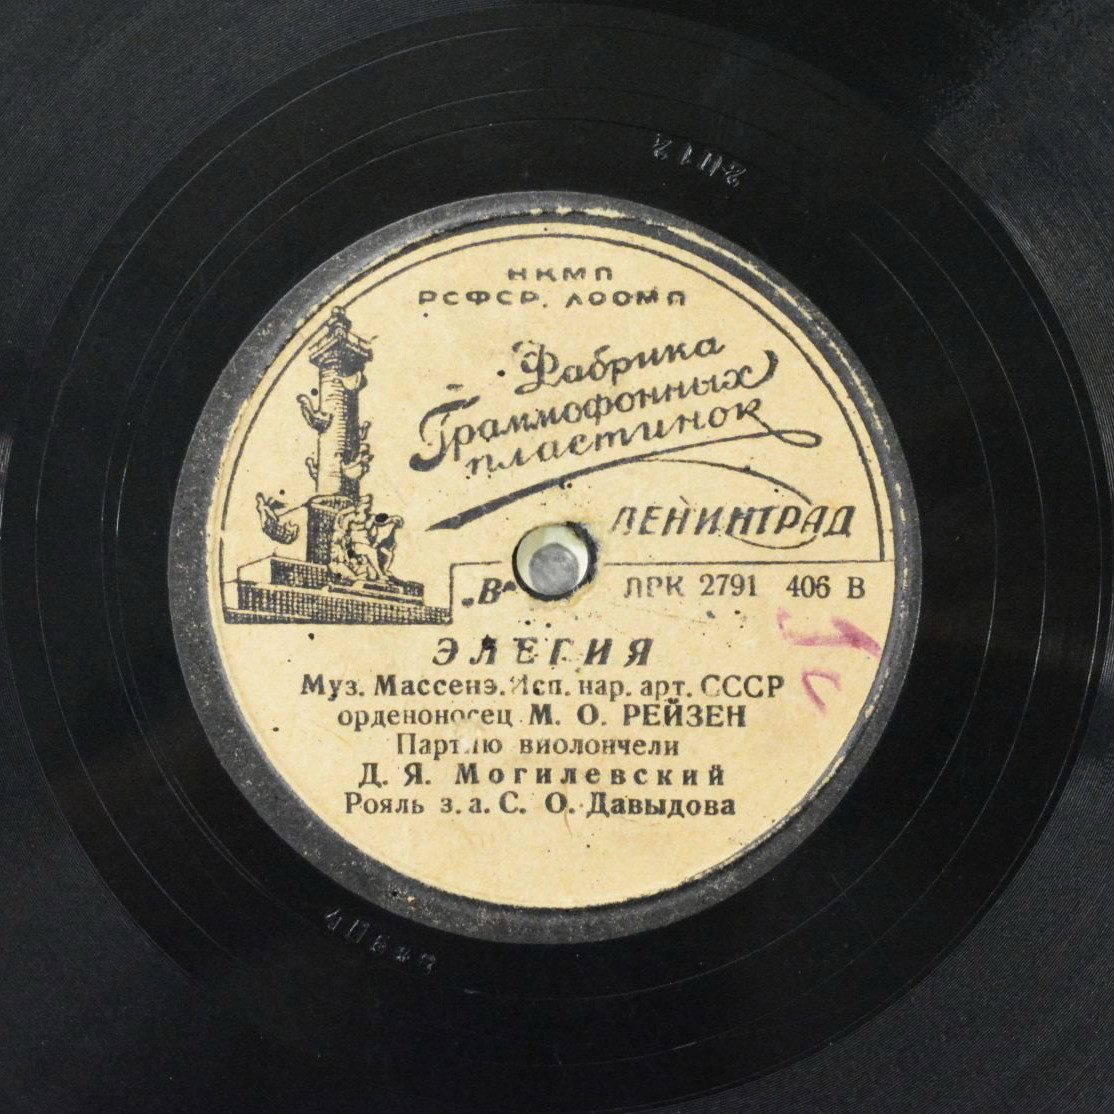 НКМП
РСФСР. ЛООМП
Фабрика
Граммофонных
пластинок
ЛЕНИНГРАД
„В“ ЛРК 2791 406 В
ЭЛЕГИЯ
Муз. Массенэ. Исп. нар. арт. СССР
орденоносец М. О. РЕЙЗЕН
Партию виолончели
Д. Я. Могилевский
Рояль з. а. С. О. Давыдова